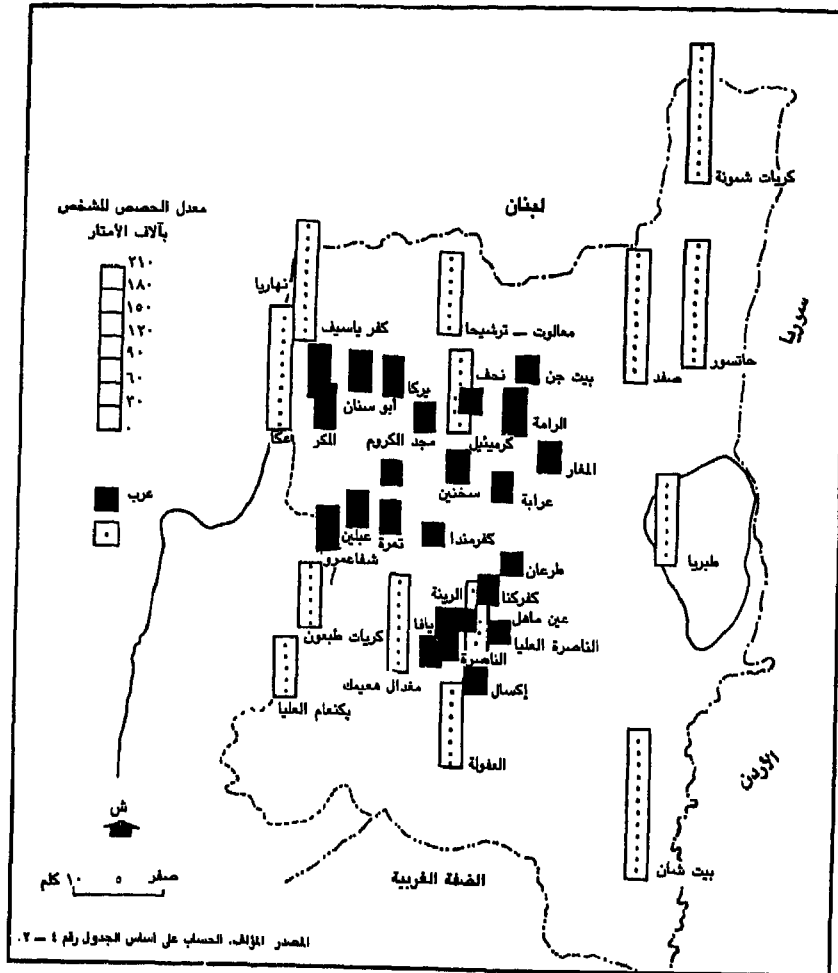 كريات شمونة
لبنان
سوريا
معدل الحصص للشخص
بآلاف الأمتار
٢١٠
١٨٠
١٥٠
١٢٠
٩٠
٦٠
٣٠
٠
نهاريا
كفر ياسيف
معالوت — ترشيحا
صفد
حاتسور
يركا
نحف
بيت جن
أبو سنان
الرامة
عكا
المكر
مجد الكروم
كرميئيل
المغار
سخنين
عرابة
عرب
عبلين
تمرة
كفرمندا
شفاعمرو
طرعان
طبريا
الرينة
كفركنا
عين ماهل
يافا
كريات طبعون
الناصرة العليا
الناصرة
مغدال هعيمك
إكسال
يكنعام العليا
العفولة
الأردن
ش
بيت شان
الضفة الغربية
صفر ٥ ١٠ كلم
المصدر المؤلف. الحساب على أساس الجدول رقم ٤ — ٢.